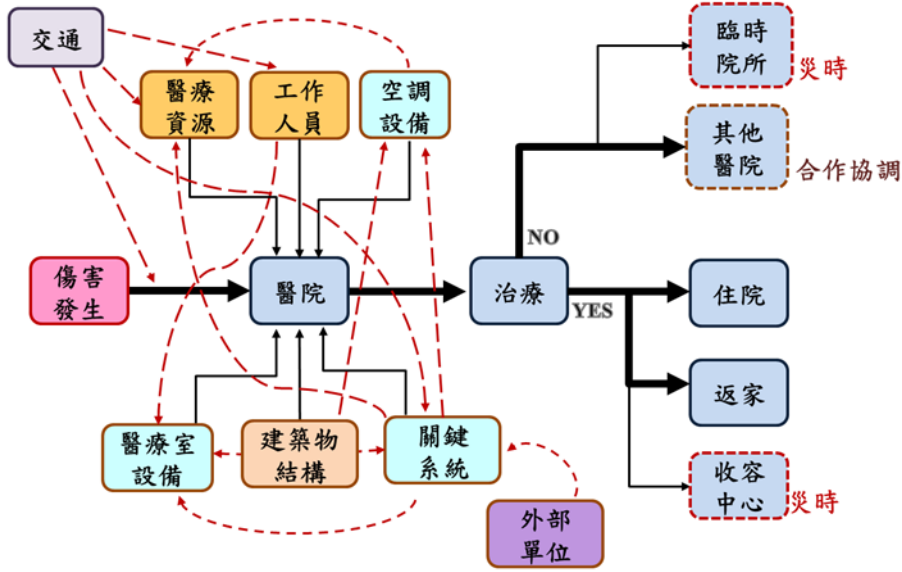 交通
醫療
資源
工作
人員
空調
設備
臨時
院所
災時
其他
醫院
合作協調
NO
傷害
發生
醫院
治療
YES
住院
返家
醫療室
設備
建築物
結構
關鍵
系統
收容
中心
災時
外部
單位